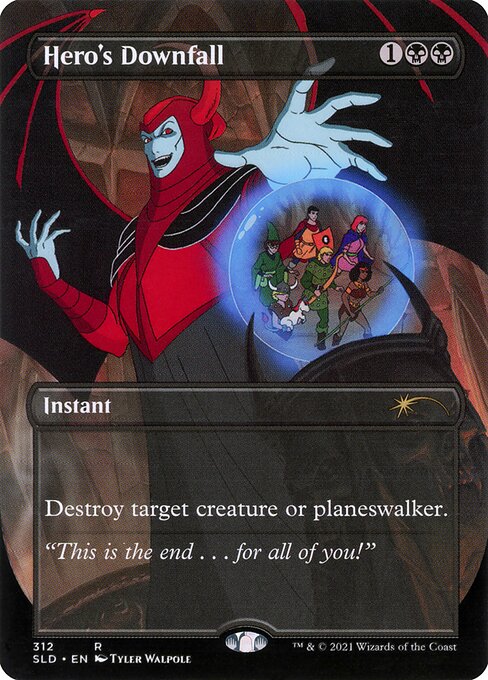 Hero's Downfall 1
Instant
Destroy target creature or planeswalker.
“This is the end . . . for all of you!”
312 R
SLD • EN Tyler Walpole ™ & © 2021 Wizards of the Coast